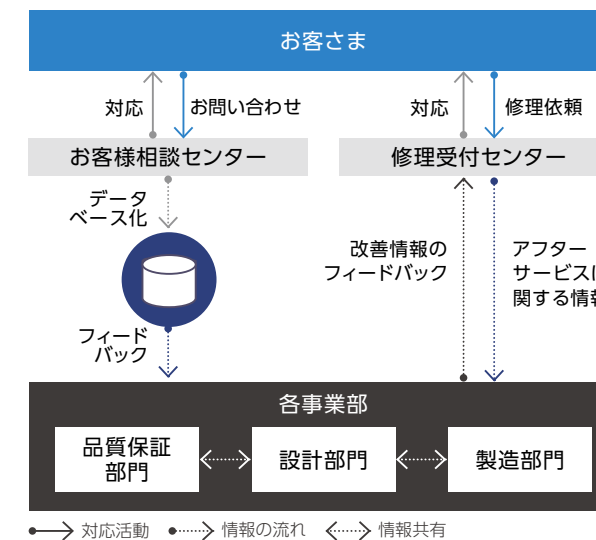 お客さま
対応
お問い合わせ
対応
修理依頼
お客様相談センター
修理受付センター
データ
ベース化
改善情報の
フィードバック
アフター
サービスに
関する情報
フィード
バック
各事業部
品質保証
部門
設計部門
製造部門
対応活動
情報の流れ
情報共有